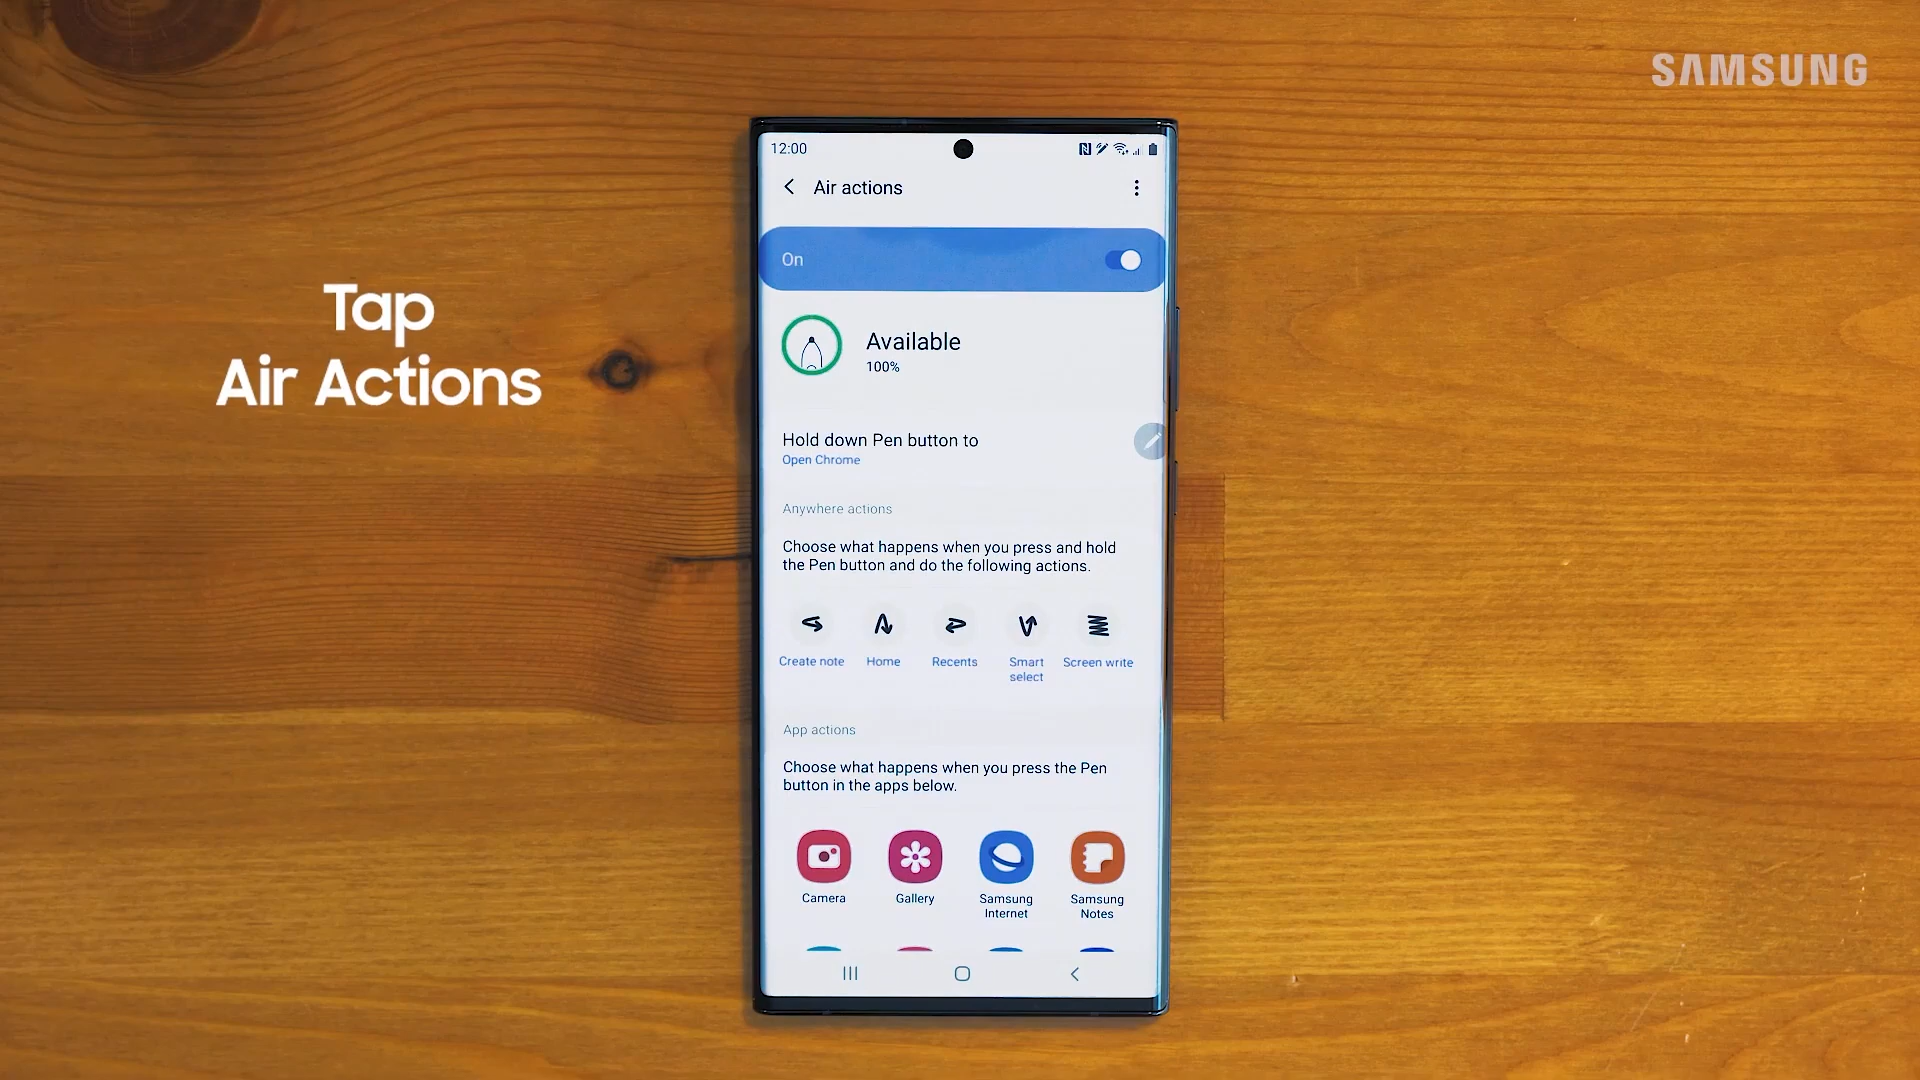 SAMSUNG
Tap
Air Actions
12:00
Air actions
On
Available
100%
Hold down Pen button to
Open Chrome
Anywhere actions
Choose what happens when you press and hold
the Pen button and do the following actions.
Create note
Home
Recents
Smart
select
Screen write
App actions
Choose what happens when you press the Pen
button in the apps below.
Camera
Gallery
Samsung
Internet
Samsung
Notes